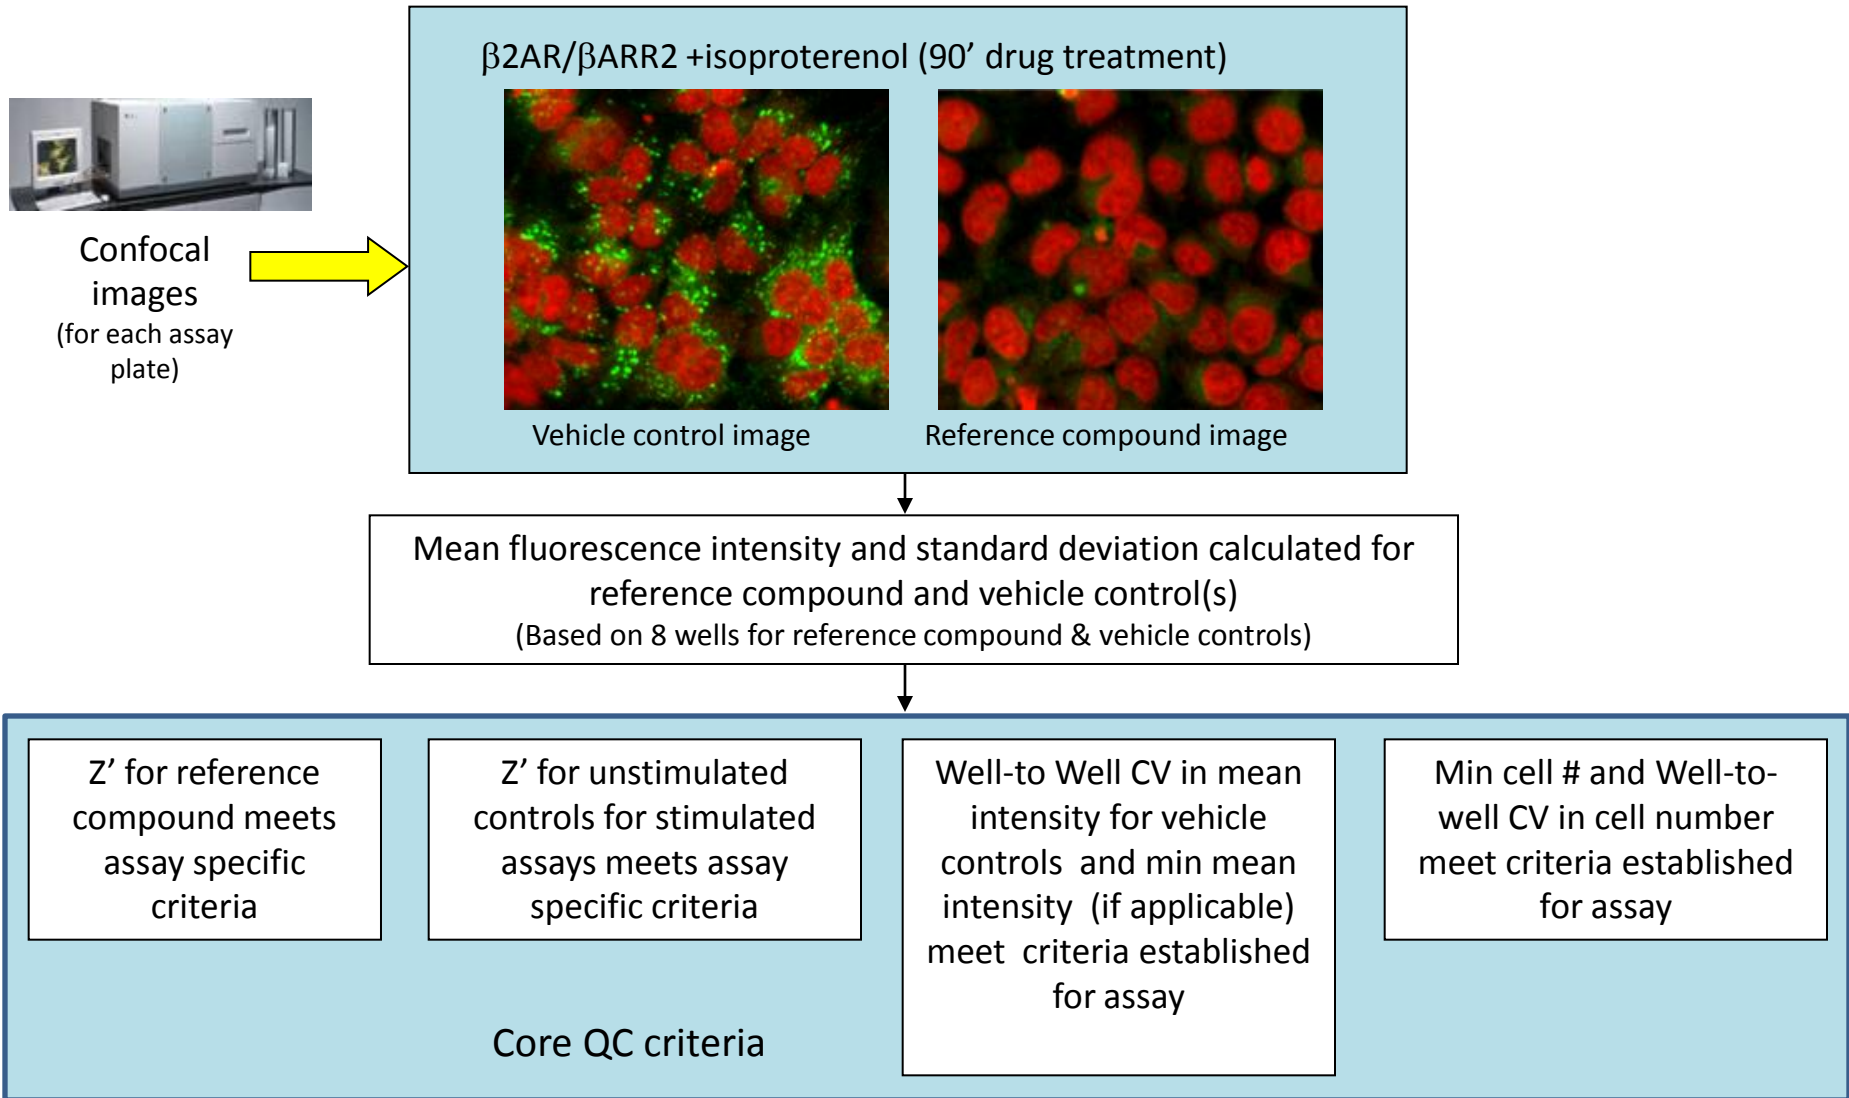 β2AR/βARR2 +isoproterenol (90’ drug treatment)
Confocal
images
(for each assay
plate)
Vehicle control image
Reference compound image
Mean fluorescence intensity and standard deviation calculated for
reference compound and vehicle control(s)
(Based on 8 wells for reference compound & vehicle controls)
Z’ for reference
compound meets
assay specific
criteria
Z’ for unstimulated
controls for stimulated
assays meets assay
specific criteria
Well-to Well CV in mean
intensity for vehicle
controls and min mean
intensity (if applicable)
meet criteria established
for assay
Min cell # and Well-to-
well CV in cell number
meet criteria established
for assay
Core QC criteria